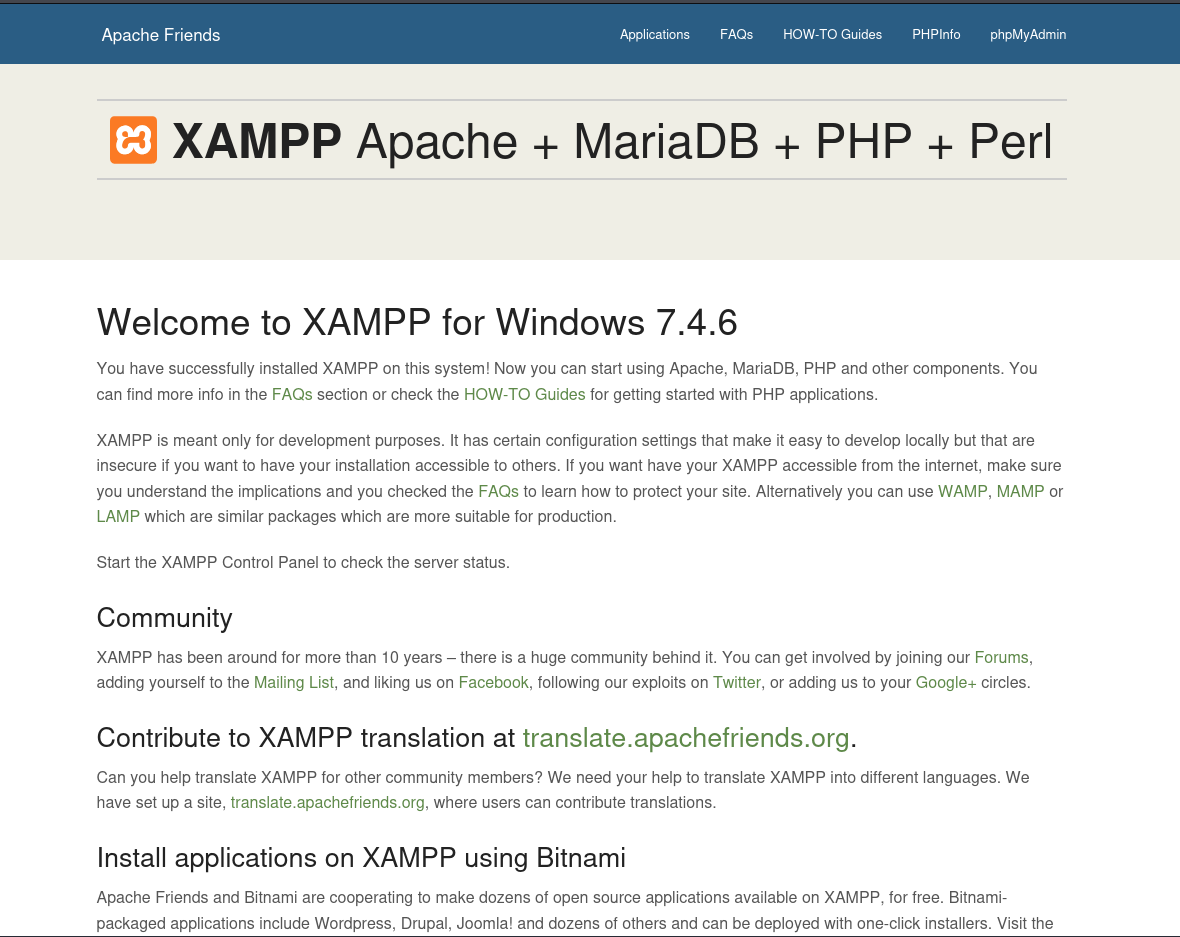 Apache Friends
Applications FAQs HOW-TO Guides PHPInfo phpMyAdmin
XAMPP Apache + MariaDB + PHP + Perl
Welcome to XAMPP for Windows 7.4.6
You have successfully installed XAMPP on this system! Now you can start using Apache, MariaDB, PHP and other components. You
can find more info in the FAQs section or check the HOW-TO Guides for getting started with PHP applications.
XAMPP is meant only for development purposes. It has certain configuration settings that make it easy to develop locally but that are
insecure if you want to have your installation accessible to others. If you want have your XAMPP accessible from the internet, make sure
you understand the implications and you checked the FAQs to learn how to protect your site. Alternatively you can use WAMP, MAMP or
LAMP which are similar packages which are more suitable for production.
Start the XAMPP Control Panel to check the server status.
Community
XAMPP has been around for more than 10 years – there is a huge community behind it. You can get involved by joining our Forums,
adding yourself to the Mailing List, and liking us on Facebook, following our exploits on Twitter, or adding us to your Google+ circles.
Contribute to XAMPP translation at translate.apachefriends.org.
Can you help translate XAMPP for other community members? We need your help to translate XAMPP into different languages. We
have set up a site, translate.apachefriends.org, where users can contribute translations.
Install applications on XAMPP using Bitnami
Apache Friends and Bitnami are cooperating to make dozens of open source applications available on XAMPP, for free. Bitnami-
packaged applications include Wordpress, Drupal, Joomla! and dozens of others and can be deployed with one-click installers. Visit the